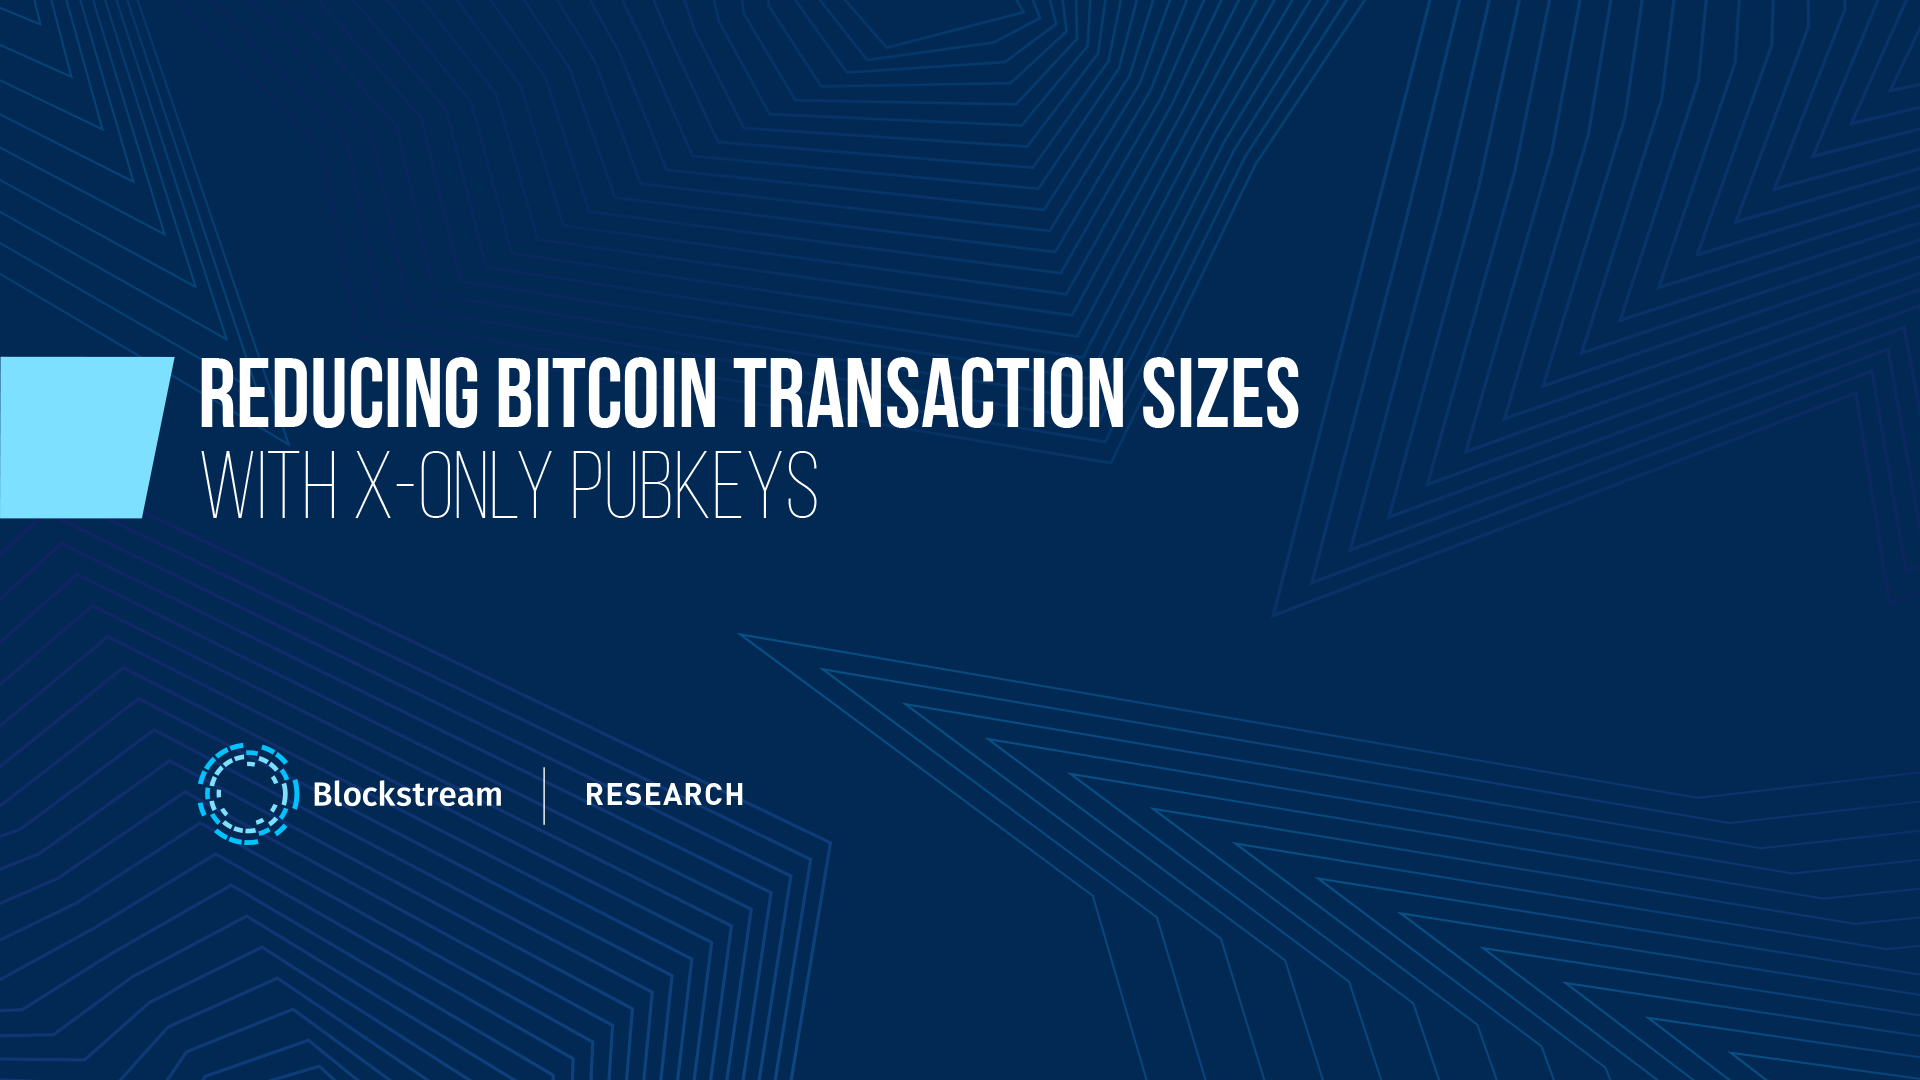 REDUCING BITCOIN TRANSACTION SIZES
WITH X-ONLY PUBKEYS
Blockstream | RESEARCH